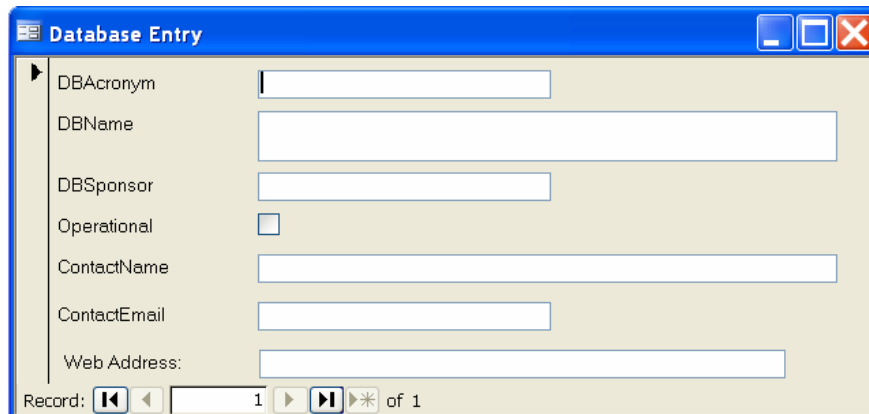 Database Entry
DBAcronym
DBName
DBSponsor
Operational
ContactName
ContactEmail
Web Address:
Record: 1 of 1